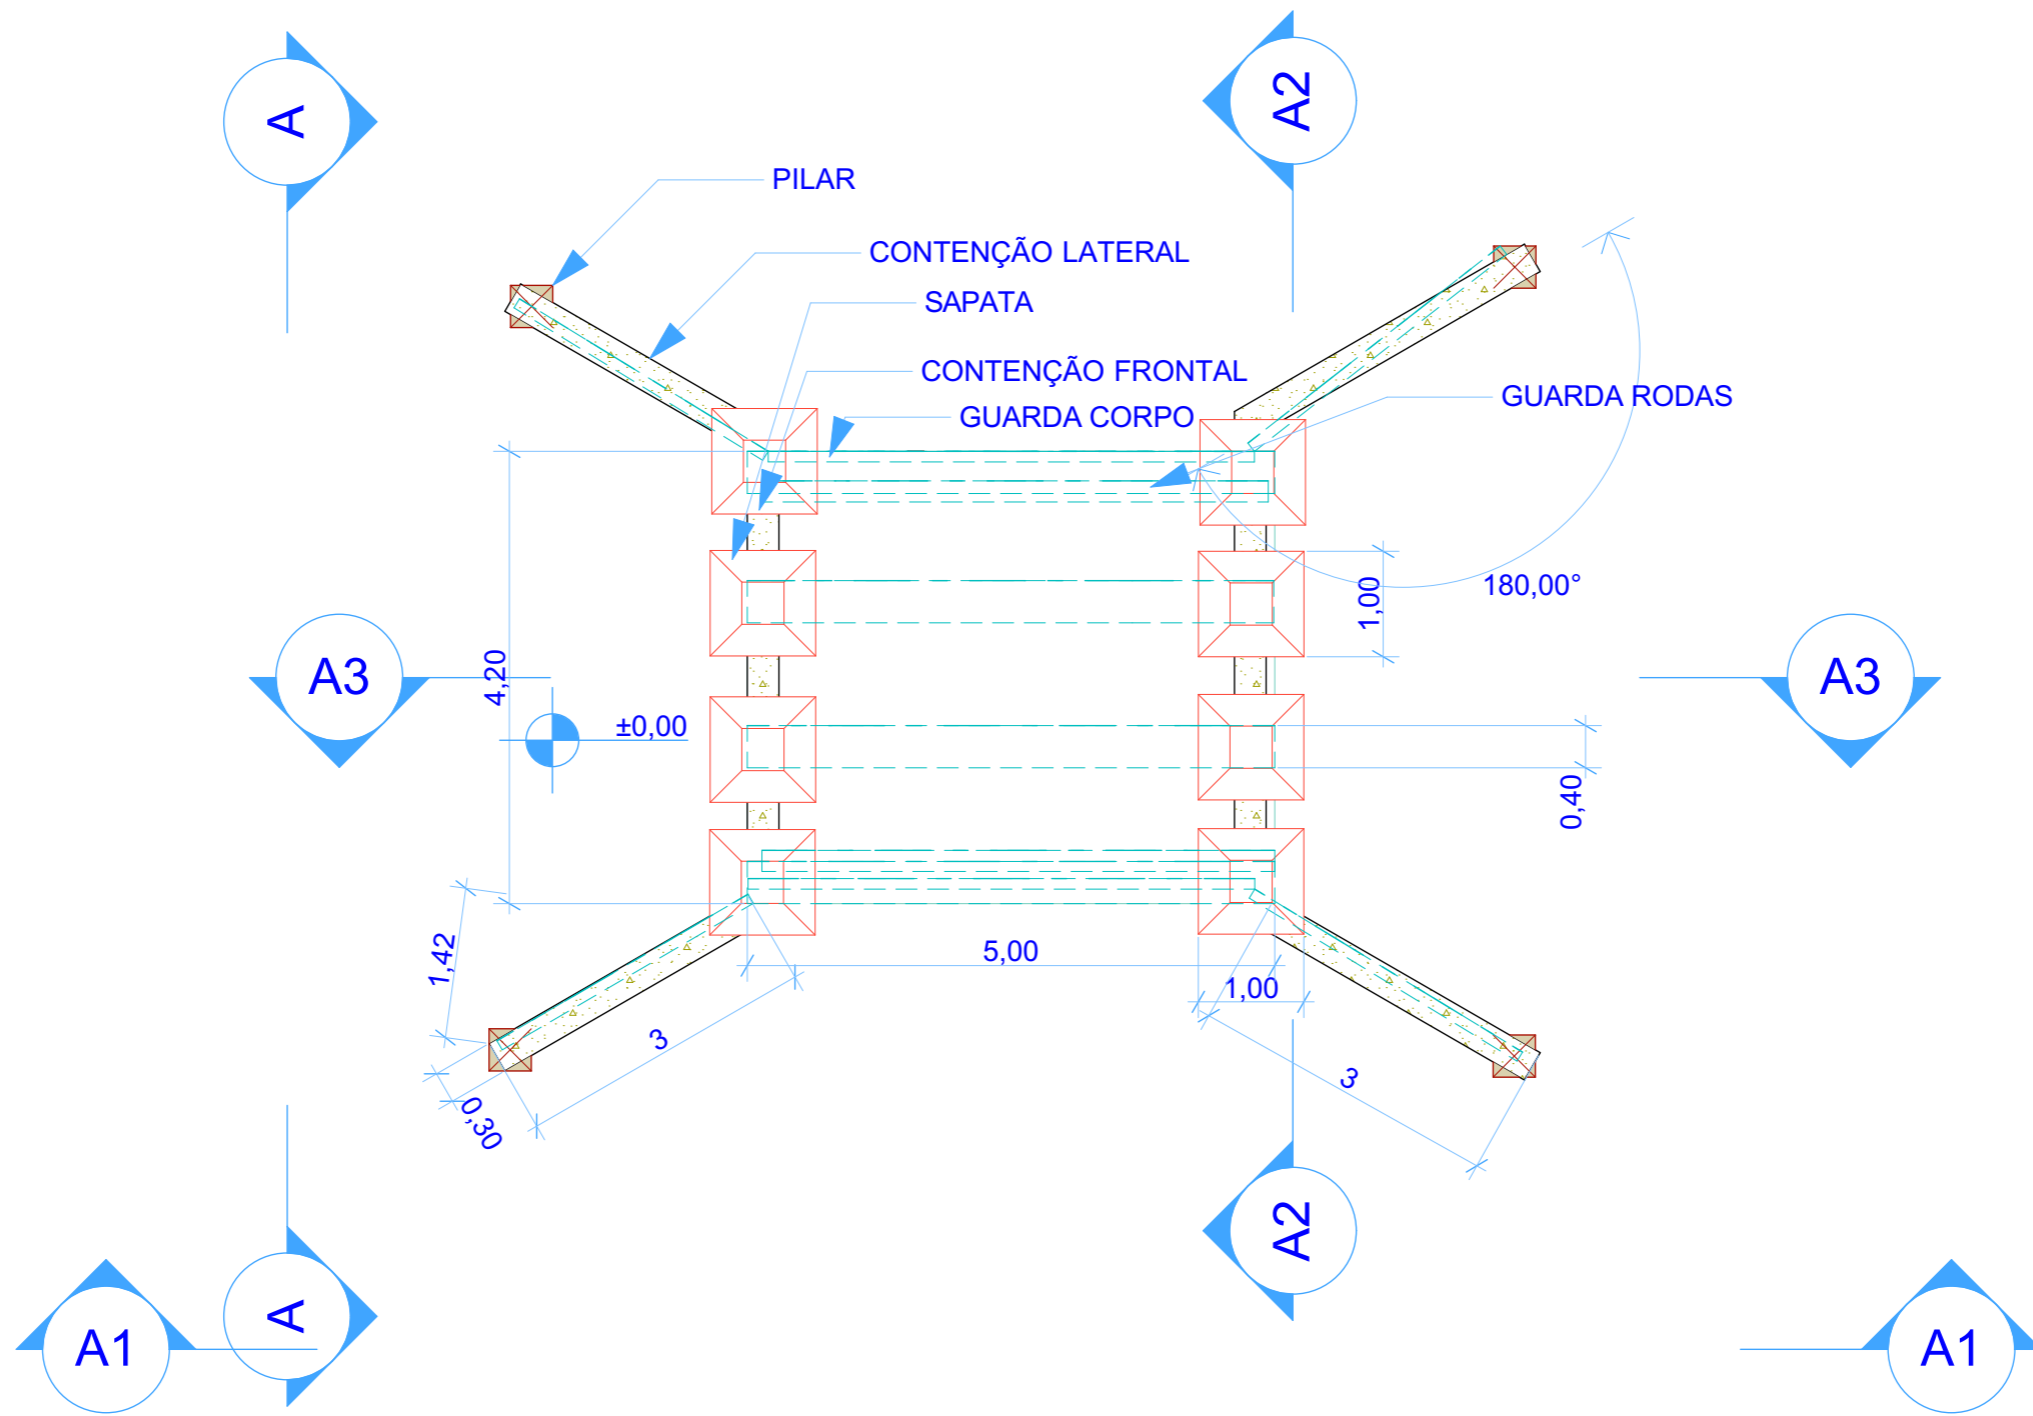 A2
A
PILAR
CONTENÇÃO LATERAL
SAPATA
CONTENÇÃO FRONTAL
GUARDA RODAS
GUARDA CORPO
180,00°
1,00
A3
4,20
A3
±0,00
0,40
5,00
1,42
1,00
3
3
0,30
A2
A
A1
A1